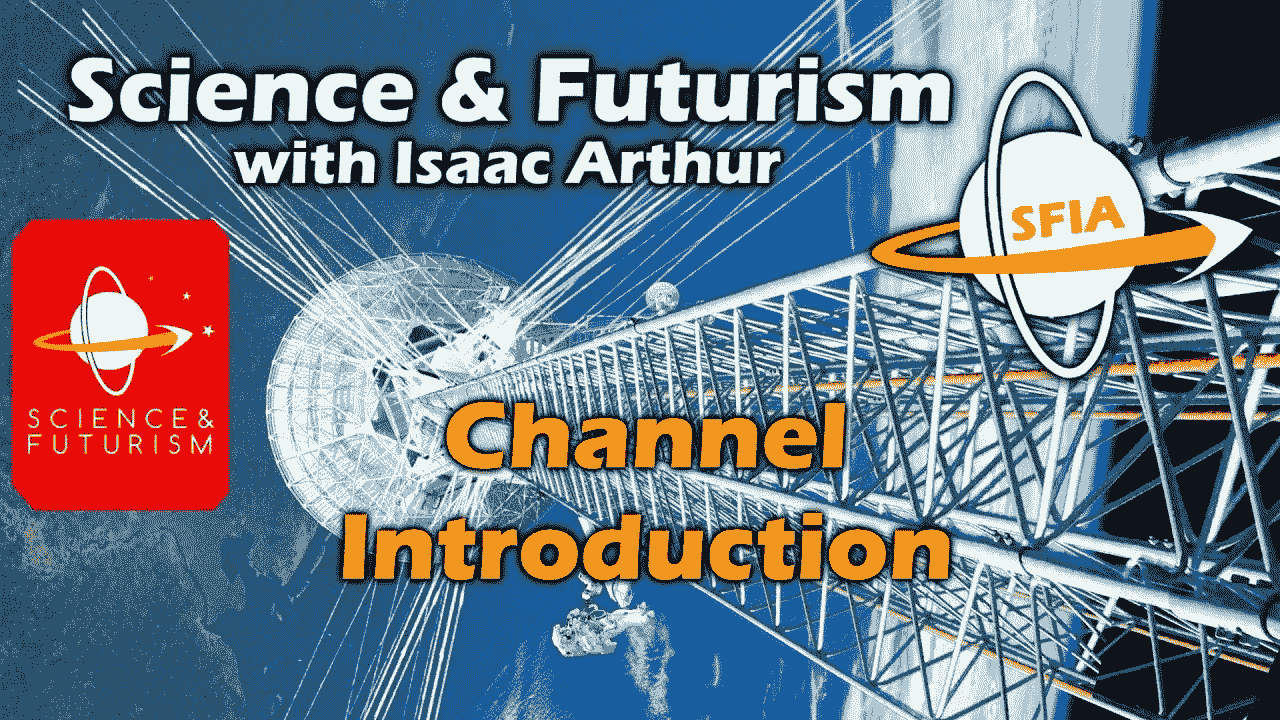 Science & Futurism
with Isaac Arthur
SFIA
SCIENCE &
FUTURISM
Channel
Introduction